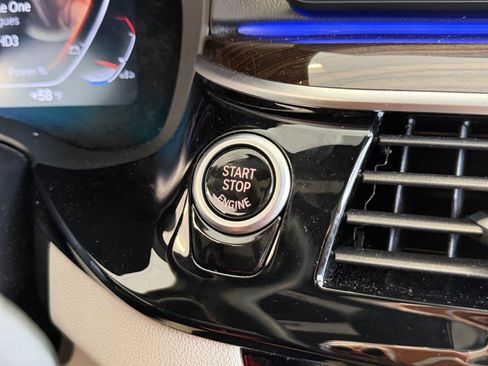 e One
gues
HD3
Power %
+58 °F
START
STOP
ENGINE